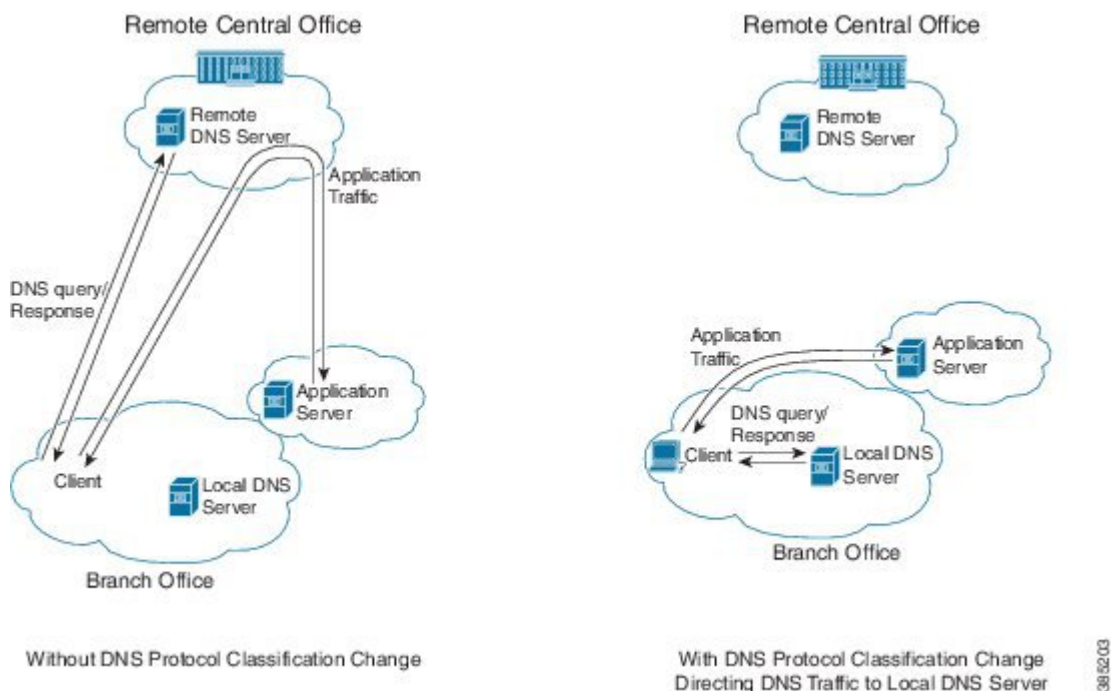 Remote Central Office
Remote
DNS Server
Application
Traffic
DNS query/
Response
Application
Server
Client
Local DNS
Server
Branch Office
Without DNS Protocol Classification Change
Remote Central Office
Remote
DNS Server
Application
Traffic
Application
Server
DNS query/
Response
Client
Local DNS
Server
Branch Office
With DNS Protocol Classification Change
Directing DNS Traffic to Local DNS Server
385203